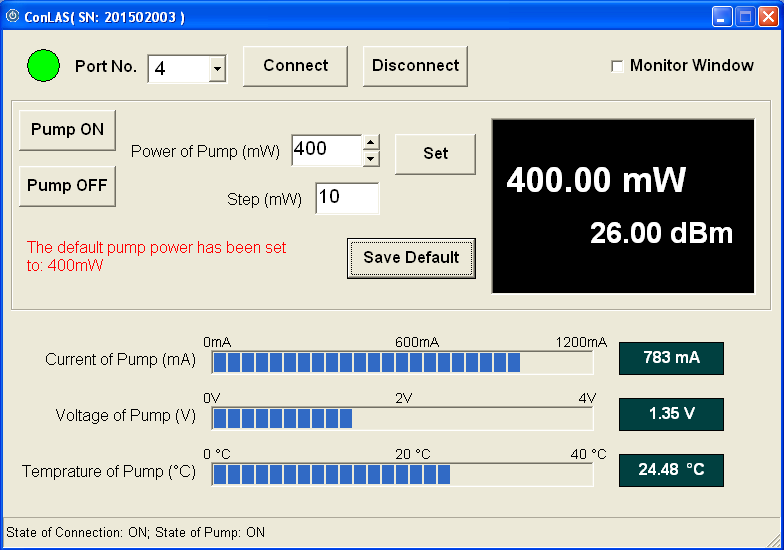 ConLAS( SN: 201502003 )
Port No. 4 Connect Disconnect Monitor Window
Pump ON
Power of Pump (mW) 400 Set
Pump OFF
Step (mW) 10
400.00 mW
26.00 dBm
The default pump power has been set
to: 400mW
Save Default
0mA 600mA 1200mA
Current of Pump (mA) 783 mA
0V 2V 4V
Voltage of Pump (V) 1.35 V
0 °C 20 °C 40 °C
Temprature of Pump (°C) 24.48 °C
State of Connection: ON; State of Pump: ON